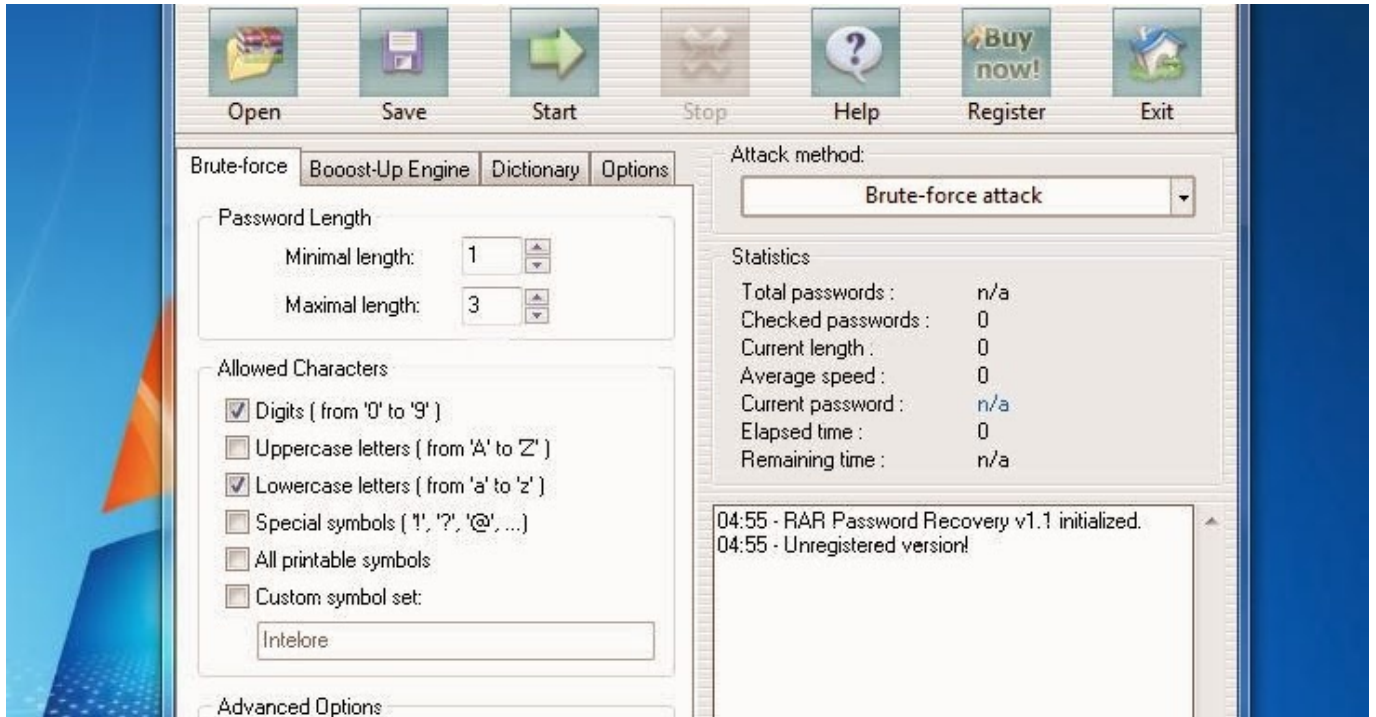 Buy
now!
Open Save Start Stop Help Register Exit
Brute-force Booost-Up Engine Dictionary Options
Password Length
Minimal length: 1
Maximal length: 3
Allowed Characters
Digits ( from '0' to '9' )
Uppercase letters ( from 'A' to 'Z' )
Lowercase letters ( from 'a' to 'z' )
Special symbols ( '!', '?', '@', ...)
All printable symbols
Custom symbol set:
Intelore
Advanced Options
Attack method:
Brute-force attack
Statistics
Total passwords : n/a
Checked passwords : 0
Current length : 0
Average speed : 0
Current password : n/a
Elapsed time : 0
Remaining time : n/a
04:55 - RAR Password Recovery v1.1 initialized.
04:55 - Unregistered version!